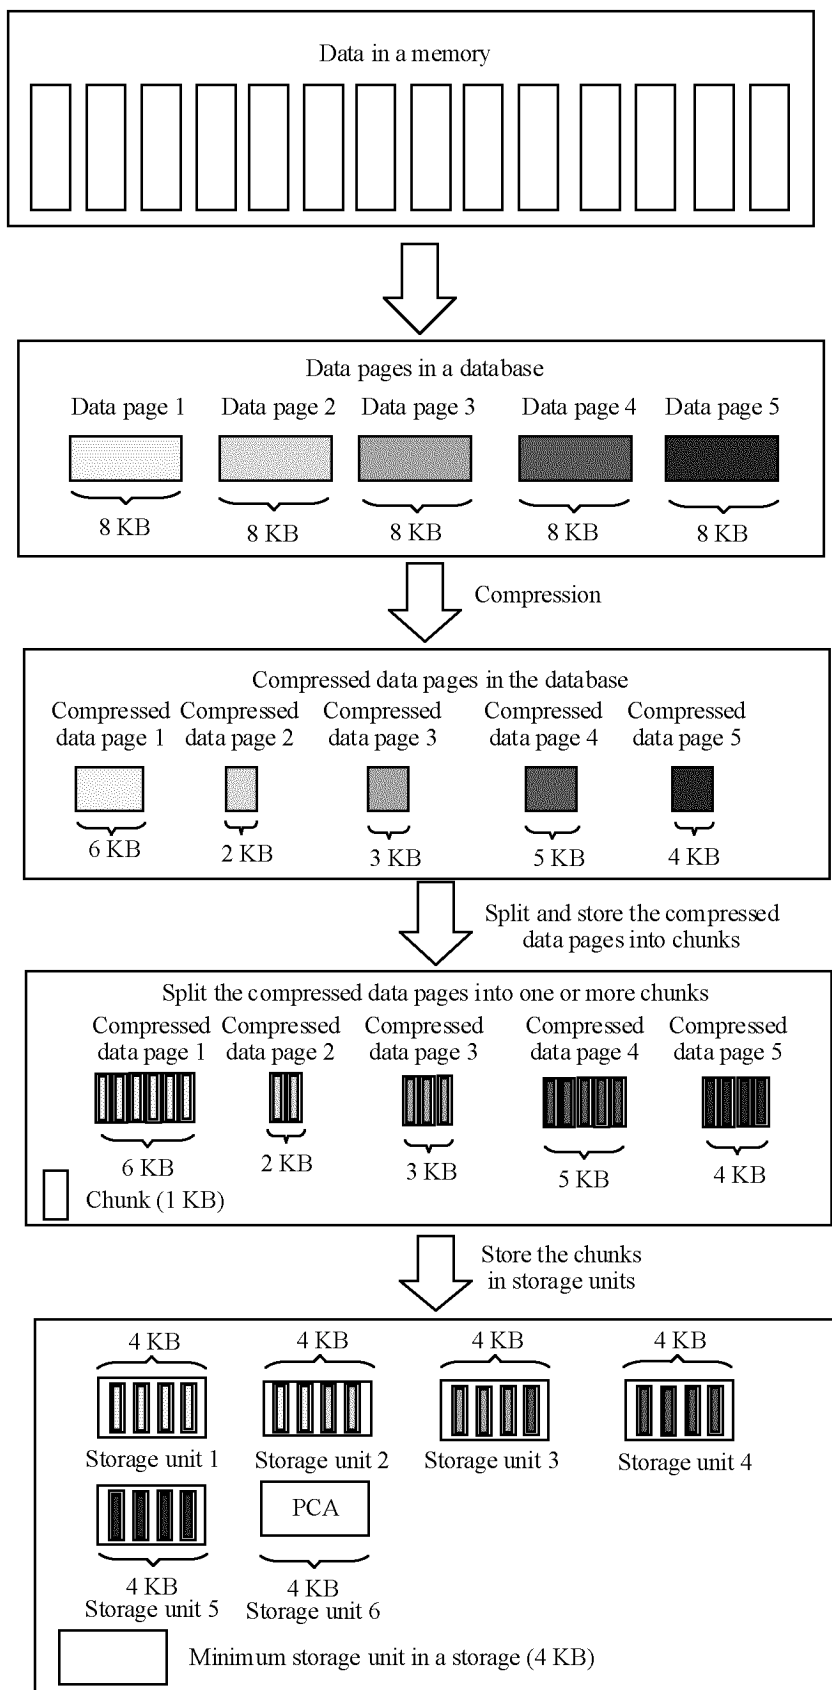 Data in a memory
Data pages in a database
Data page 1 Data page 2 Data page 3 Data page 4 Data page 5
8 KB 8 KB 8 KB 8 KB 8 KB
Compression
Compressed data pages in the database
Compressed Compressed Compressed Compressed Compressed
data page 1 data page 2 data page 3 data page 4 data page 5
6 KB 2 KB 3 KB 5 KB 4 KB
Split and store the compressed
data pages into chunks
Split the compressed data pages into one or more chunks
Compressed Compressed Compressed Compressed Compressed
data page 1 data page 2 data page 3 data page 4 data page 5
6 KB 2 KB 3 KB 5 KB 4 KB
Chunk (1 KB)
Store the chunks
in storage units
4 KB 4 KB 4 KB 4 KB
Storage unit 1 Storage unit 2 Storage unit 3 Storage unit 4
PCA
4 KB 4 KB
Storage unit 5 Storage unit 6
Minimum storage unit in a storage (4 KB)